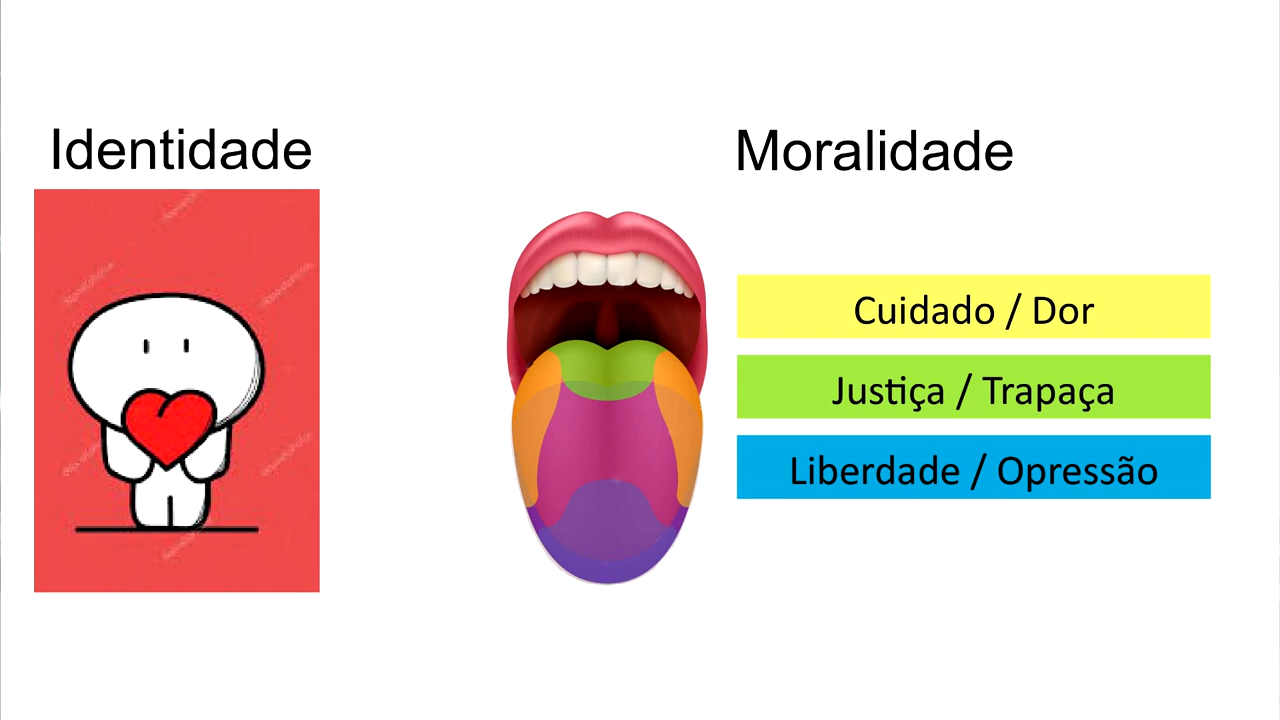 Identidade
Moralidade
Cuidado / Dor
Justiça / Trapaça
Liberdade / Opressão